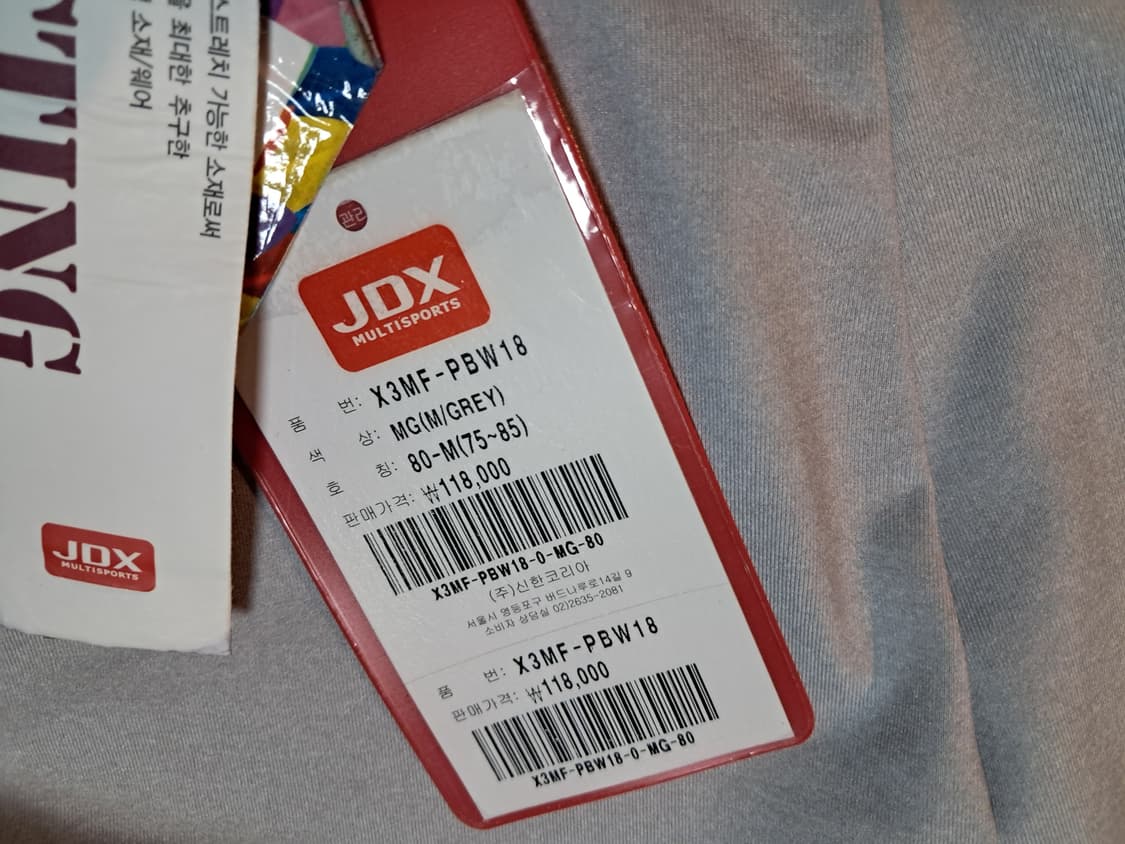 스트레치 가능한 소재로써
을 최대한 추구한
소재/웨어
TTING
JDX
MULTISPORTS
관리
JDX
MULTISPORTS
품 번: X3MF-PBW18
색 상: MG(M/GREY)
호 칭: 80-M(75~85)
판매가격: ₩118,000
X3MF-PBW18-0-MG-80
(주)신한코리아
서울시 영등포구 버드나루로14길 9
소비자 상담실 02)2635-2081
품 번: X3MF-PBW18
판매가격: ₩118,000
X3MF-PBW18-0-MG-80